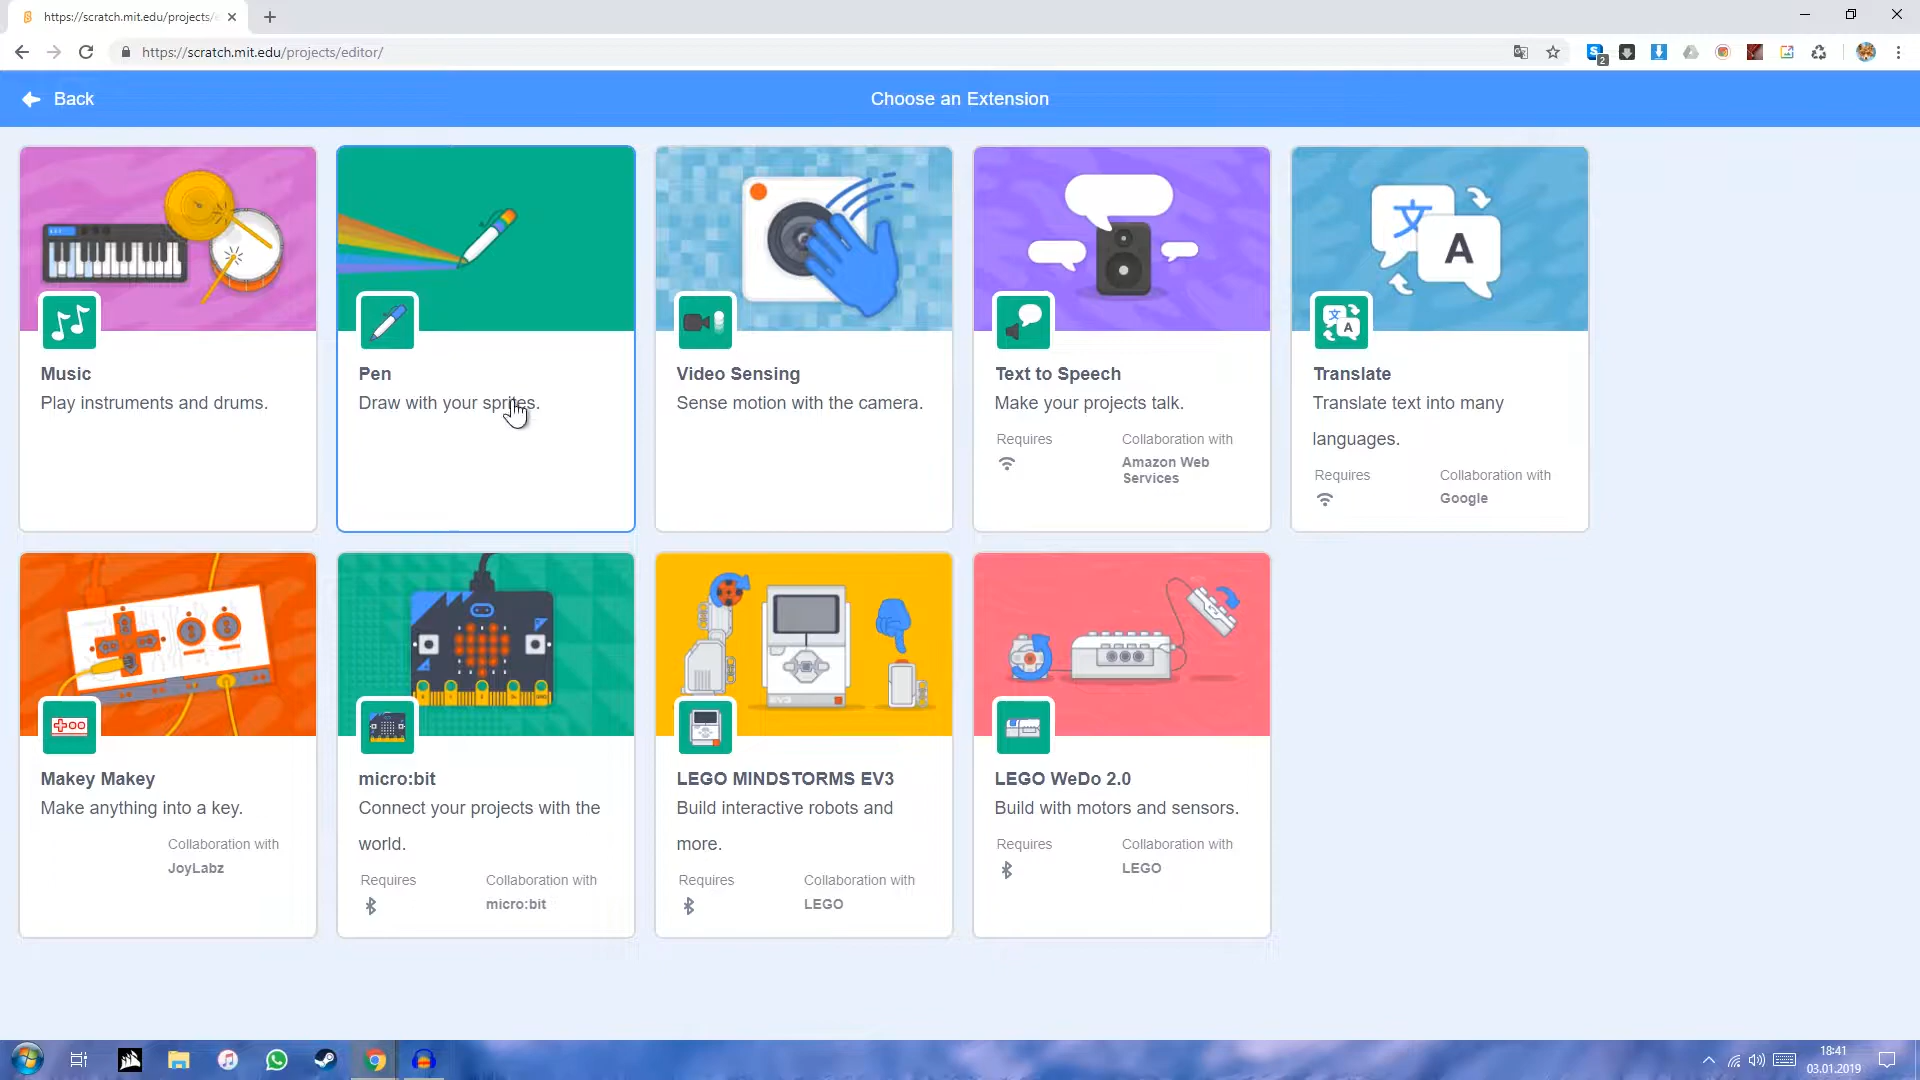 https://scratch.mit.edu/projects/e
https://scratch.mit.edu/projects/editor/
2
Back
Choose an Extension
文
A
文
A
Music
Play instruments and drums.
Pen
Draw with your sprites.
Video Sensing
Sense motion with the camera.
Text to Speech
Make your projects talk.
Requires
Collaboration with
Amazon Web
Services
Translate
Translate text into many
languages.
Requires
Collaboration with
Google
EV3
Makey Makey
Make anything into a key.
Collaboration with
JoyLabz
micro:bit
Connect your projects with the
world.
Requires
Collaboration with
micro:bit
LEGO MINDSTORMS EV3
Build interactive robots and
more.
Requires
Collaboration with
LEGO
LEGO WeDo 2.0
Build with motors and sensors.
Requires
Collaboration with
LEGO
18:41
03.01.2019